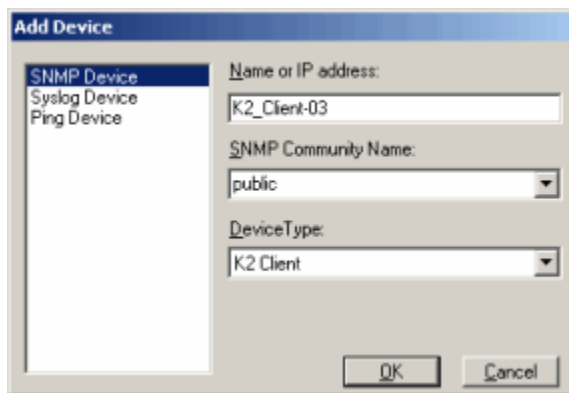 Add Device
SNMP Device
Syslog Device
Ping Device
Name or IP address:
K2_Client-03
SNMP Community Name:
public
DeviceType:
K2 Client
OK
Cancel